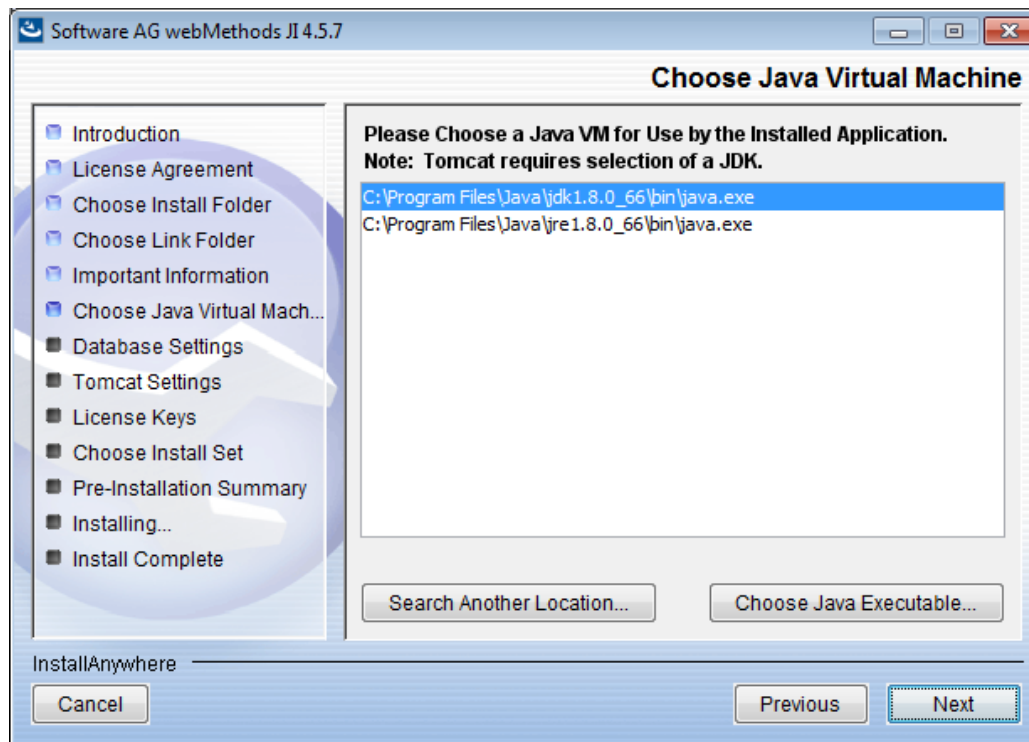 Software AG webMethods JI 4.5.7
Choose Java Virtual Machine
Introduction
License Agreement
Choose Install Folder
Choose Link Folder
Important Information
Choose Java Virtual Mach...
Database Settings
Tomcat Settings
License Keys
Choose Install Set
Pre-Installation Summary
Installing...
Install Complete
Please Choose a Java VM for Use by the Installed Application.
Note: Tomcat requires selection of a JDK.
C:\Program Files\Java\jdk1.8.0_66\bin\java.exe
C:\Program Files\Java\jre1.8.0_66\bin\java.exe
Search Another Location...
Choose Java Executable...
InstallAnywhere
Cancel
Previous
Next